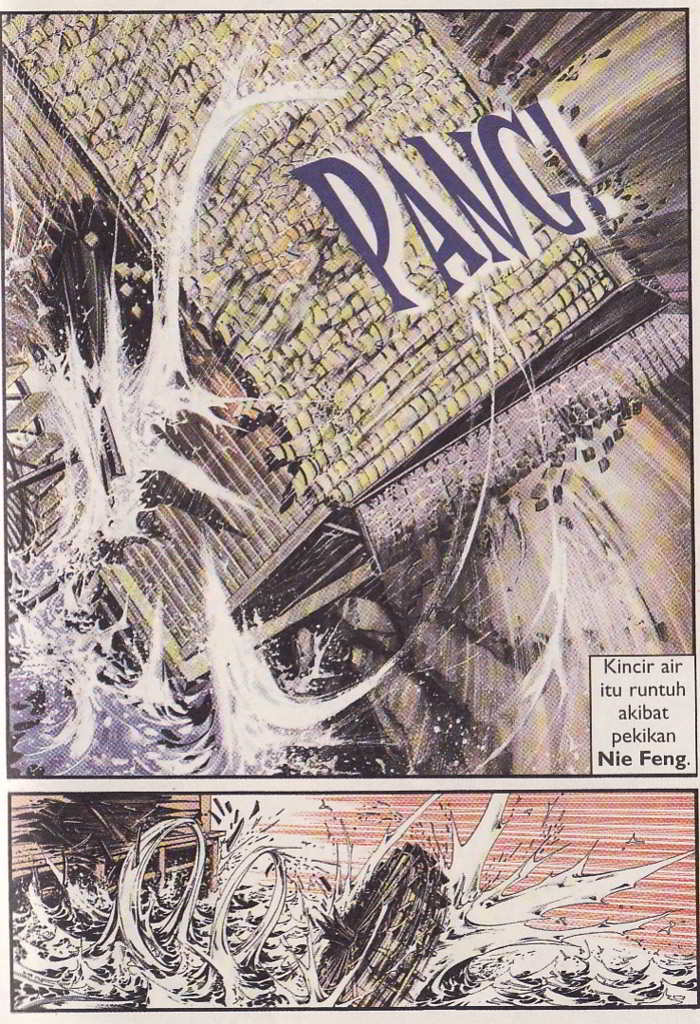 PANG!
Kincir air
itu runtuh
akibat
pekikan
Nie Feng.